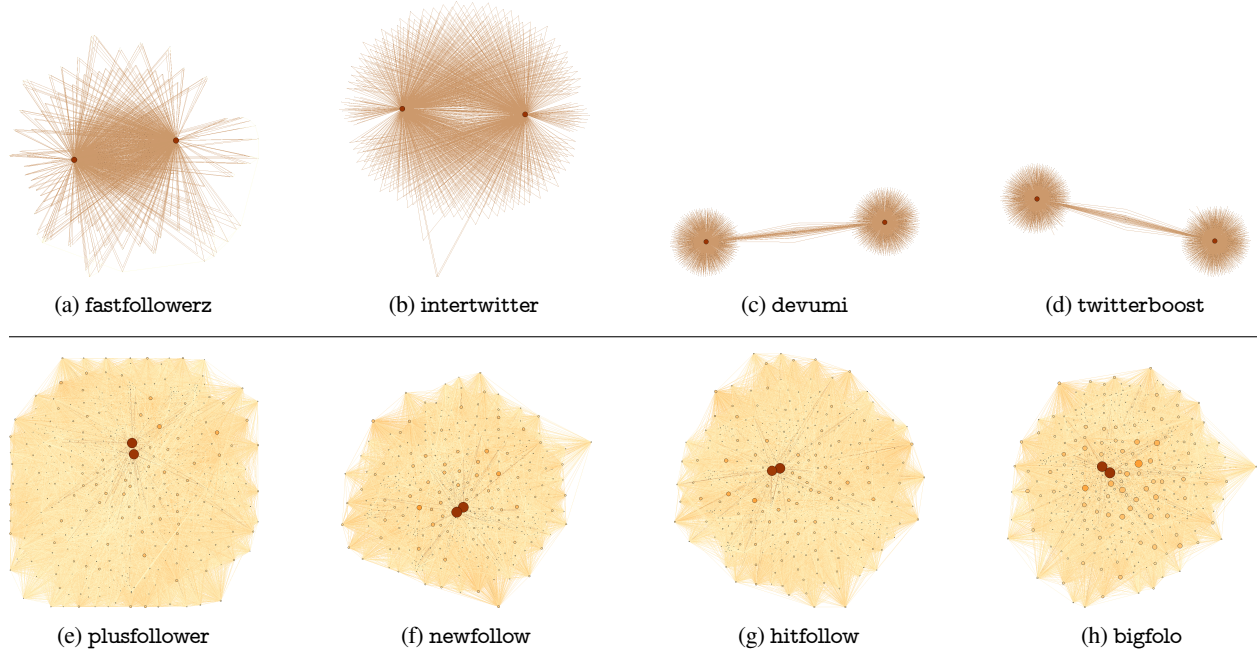 (a) fastfollowerz
(b) intertwitter
(c) devumi
(d) twitterboost
(e) plusfollower
(f) newfollow
(g) hitfollow
(h) bigfolo